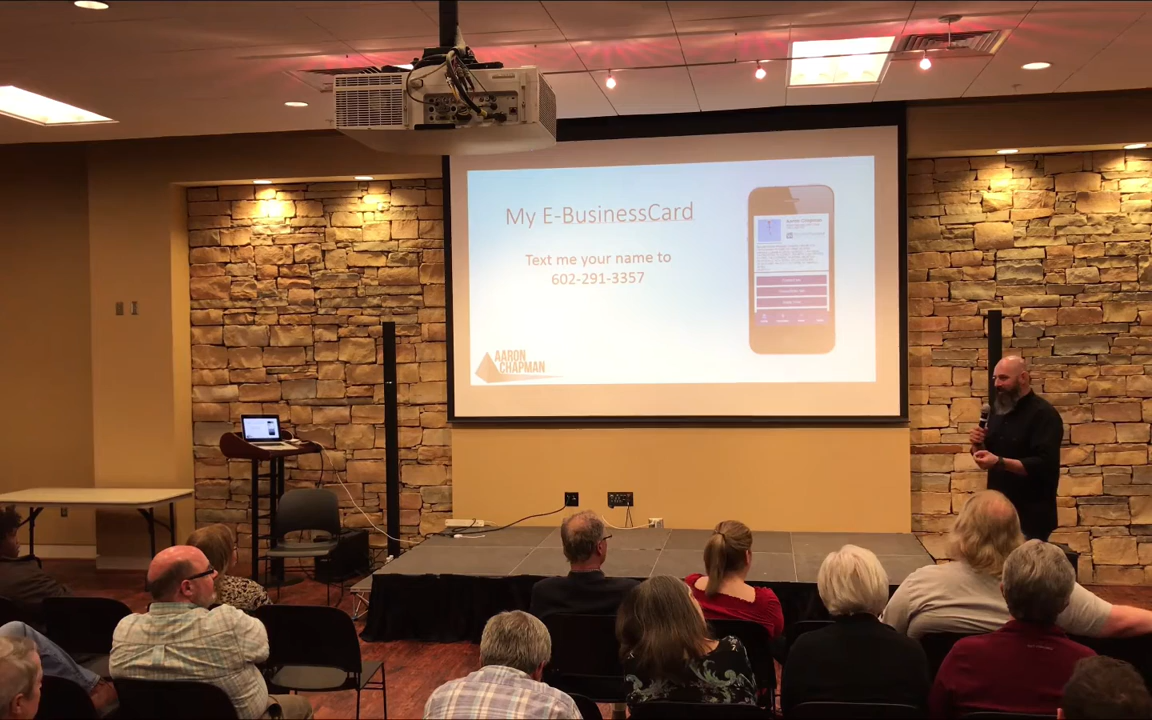 My E-BusinessCard
Text me your name to
602-291-3357
AARON
CHAPMAN